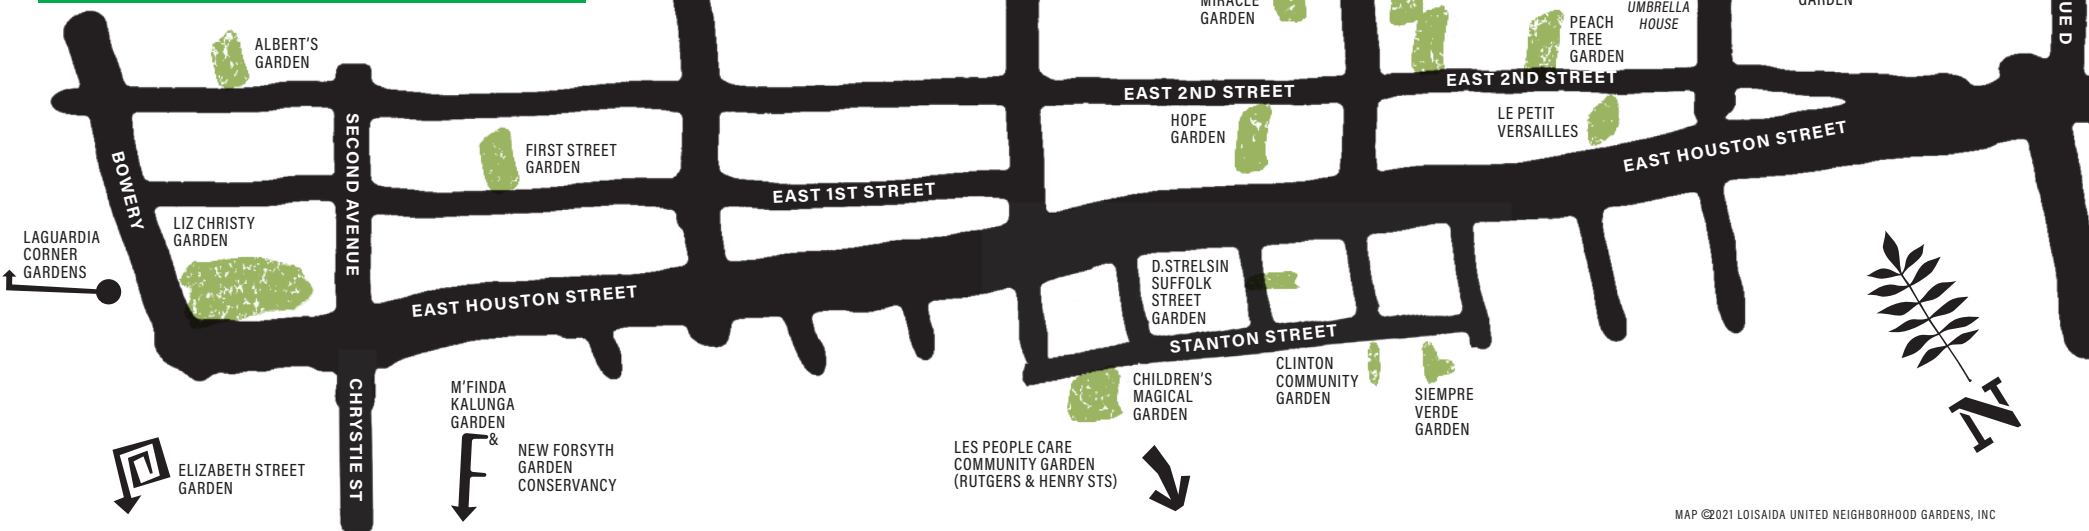 MIRACLE
GARDEN
UMBRELLA
HOUSE
GARDEN
UE D
PEACH
TREE
GARDEN
ALBERT'S
GARDEN
EAST 2ND STREET
EAST 2ND STREET
HOPE
GARDEN
LE PETIT
VERSAILLES
EAST HOUSTON STREET
SECOND AVENUE
BOWERY
FIRST STREET
GARDEN
EAST 1ST STREET
LIZ CHRISTY
GARDEN
LAGUARDIA
CORNER
GARDENS
EAST HOUSTON STREET
D.STRELSIN
SUFFOLK
STREET
GARDEN
STANTON STREET
CHRYSTIE ST
M'FINDA
KALUNGA
GARDEN
&
NEW FORSYTH
GARDEN
CONSERVANCY
CHILDREN'S
MAGICAL
GARDEN
CLINTON
COMMUNITY
GARDEN
SIEMPRE
VERDE
GARDEN
ELIZABETH STREET
GARDEN
LES PEOPLE CARE
COMMUNITY GARDEN
(RUTGERS & HENRY STS)
N
MAP ©2021 LOISAIDA UNITED NEIGHBORHOOD GARDENS, INC